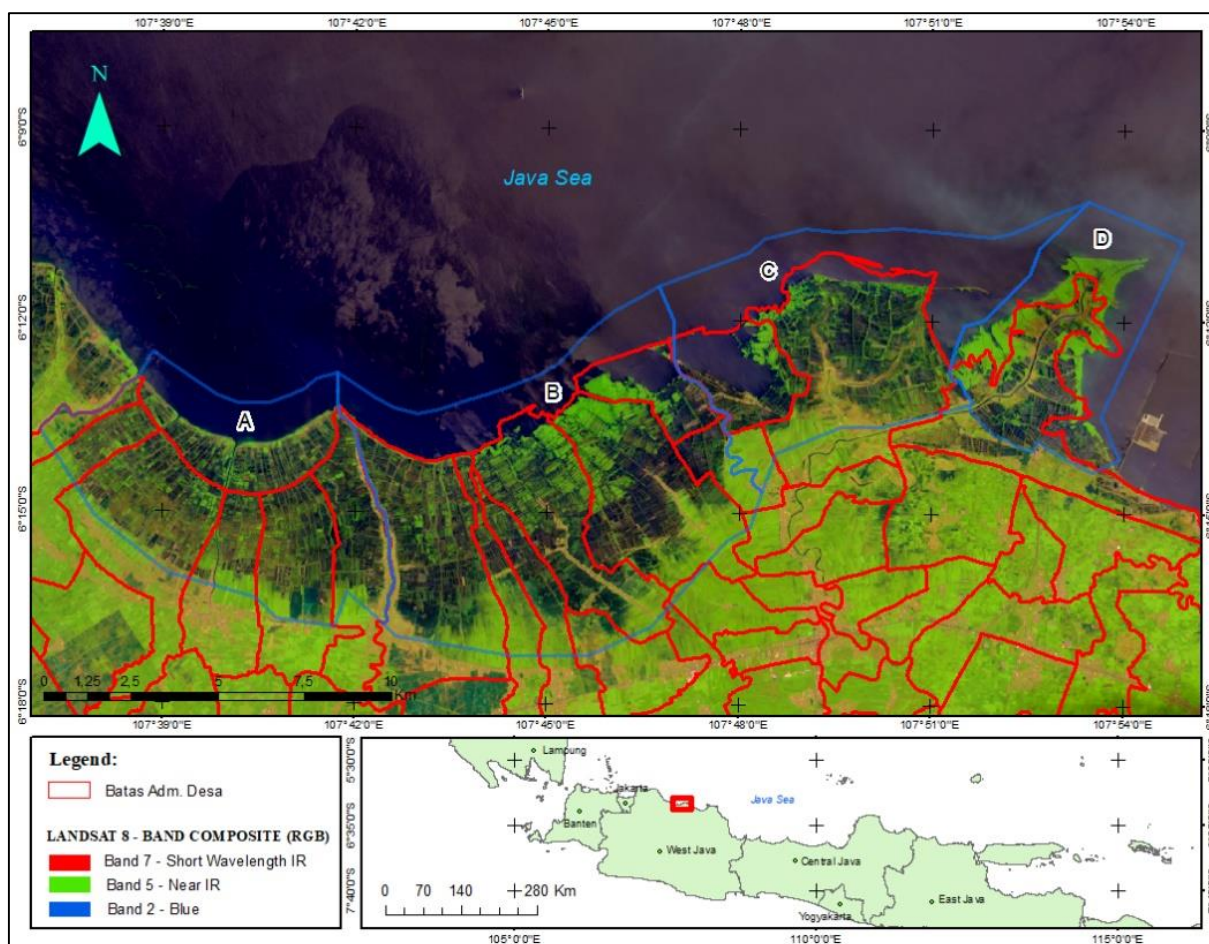 107°39'0"E 107°42'0"E 107°45'0"E 107°48'0"E 107°51'0"E 107°54'0"E
N
6°9'0"S
Java Sea
D
C
6°12'0"S
B
A
6°15'0"S
6°15'0"S
0 1,25 2,5 5 7,5 10
Km
6°18'0"S
107°39'0"E 107°42'0"E 107°45'0"E 107°48'0"E 107°51'0"E 107°54'0"E
Legend:
Batas Adm. Desa
LANDSAT 8 - BAND COMPOSITE (RGB)
Band 7 - Short Wavelength IR
Band 5 - Near IR
Band 2 - Blue
5°30'0"S
Lampung
Jakarta
Java Sea
Banten
6°35'0"S
West Java
Central Java
0 70 140 280 Km
East Java
Yogyakarta
7°40'0"S
105°0'0"E 110°0'0"E 115°0'0"E